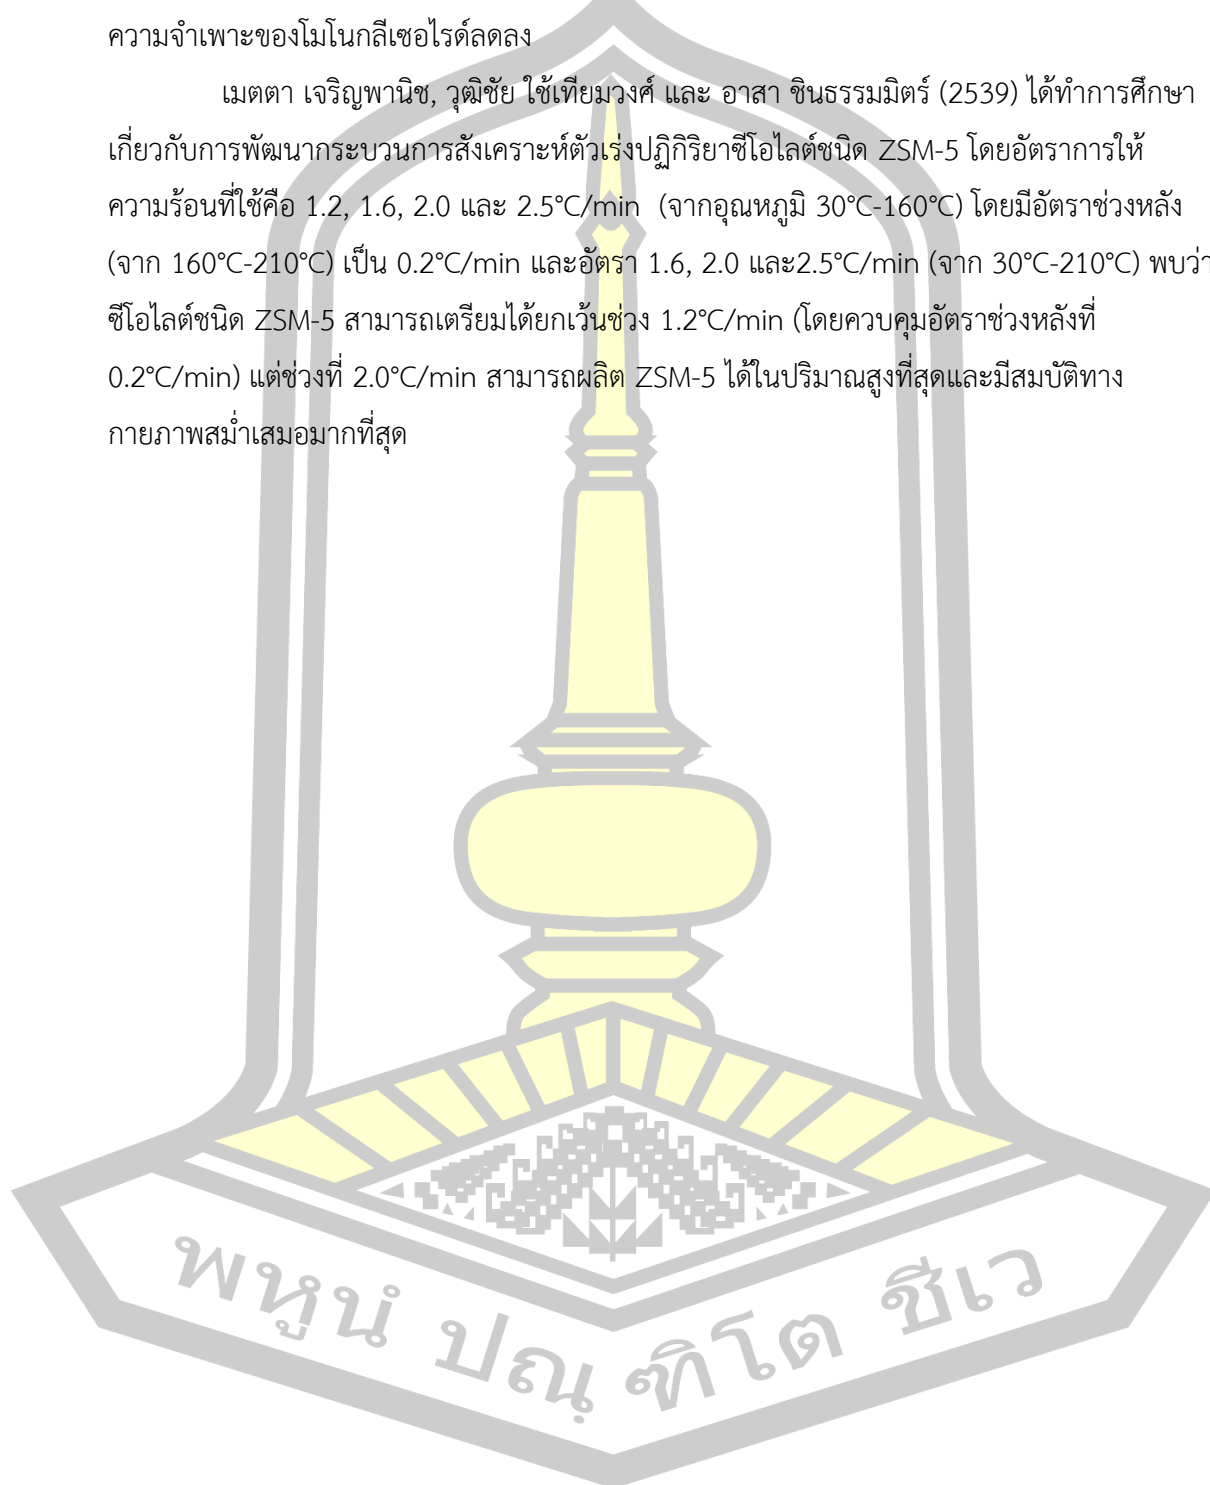 ความจำเพาะของโมโนกลีเซอไรด์ลดลง
เมตตา เจริญพานิช, วุฒิชัย ใช้เทียมวงศ์ และ อาสา ชินธรรมมิตร์ (2539) ได้ทำการศึกษา
เกี่ยวกับการพัฒนากระบวนการสังเคราะห์ตัวเร่งปฏิกิริยาซีโอไลต์ชนิด ZSM-5 โดยอัตราการให้
ความร้อนที่ใช้คือ 1.2, 1.6, 2.0 และ 2.5°C/min (จากอุณหภูมิ 30°C-160°C) โดยมีอัตราช่วงหลัง
(จาก 160°C-210°C) เป็น 0.2°C/min และอัตรา 1.6, 2.0 และ2.5°C/min (จาก 30°C-210°C) พบว่า
ซีโอไลต์ชนิด ZSM-5 สามารถเตรียมได้ยกเว้นช่วง 1.2°C/min (โดยควบคุมอัตราช่วงหลังที่
0.2°C/min) แต่ช่วงที่ 2.0°C/min สามารถผลิต ZSM-5 ได้ในปริมาณสูงที่สุดและมีสมบัติทาง
กายภาพสม่ำเสมอมากที่สุด
พหูนํ ปณฺฑิโต ชีเว